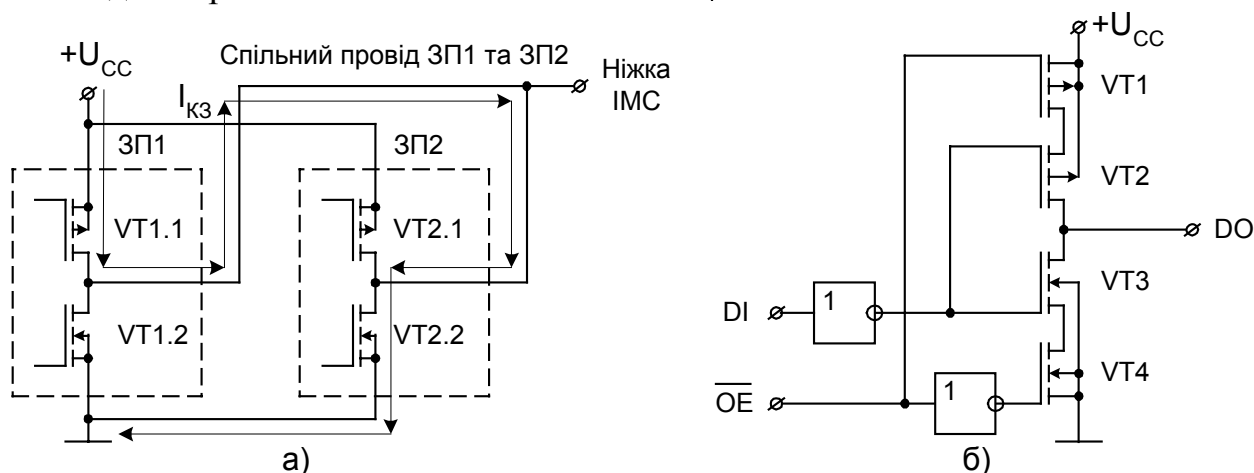 +U_CC
Спільний провід ЗП1 та ЗП2
Ніжка
ІМС
I_КЗ
ЗП1
ЗП2
VT1.1
VT2.1
VT1.2
VT2.2
а)
+U_CC
VT1
VT2
DO
VT3
DI
1
VT4
O̅E̅
1
б)